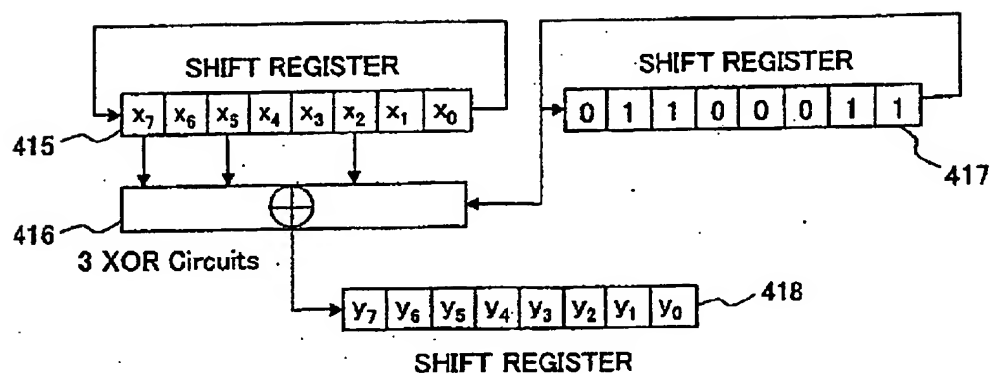 SHIFT REGISTER
x7 x6 x5 x4 x3 x2 x1 x0
415
SHIFT REGISTER
0 1 1 0 0 0 1 1
417
416
3 XOR Circuits
y7 y6 y5 y4 y3 y2 y1 y0
418
SHIFT REGISTER